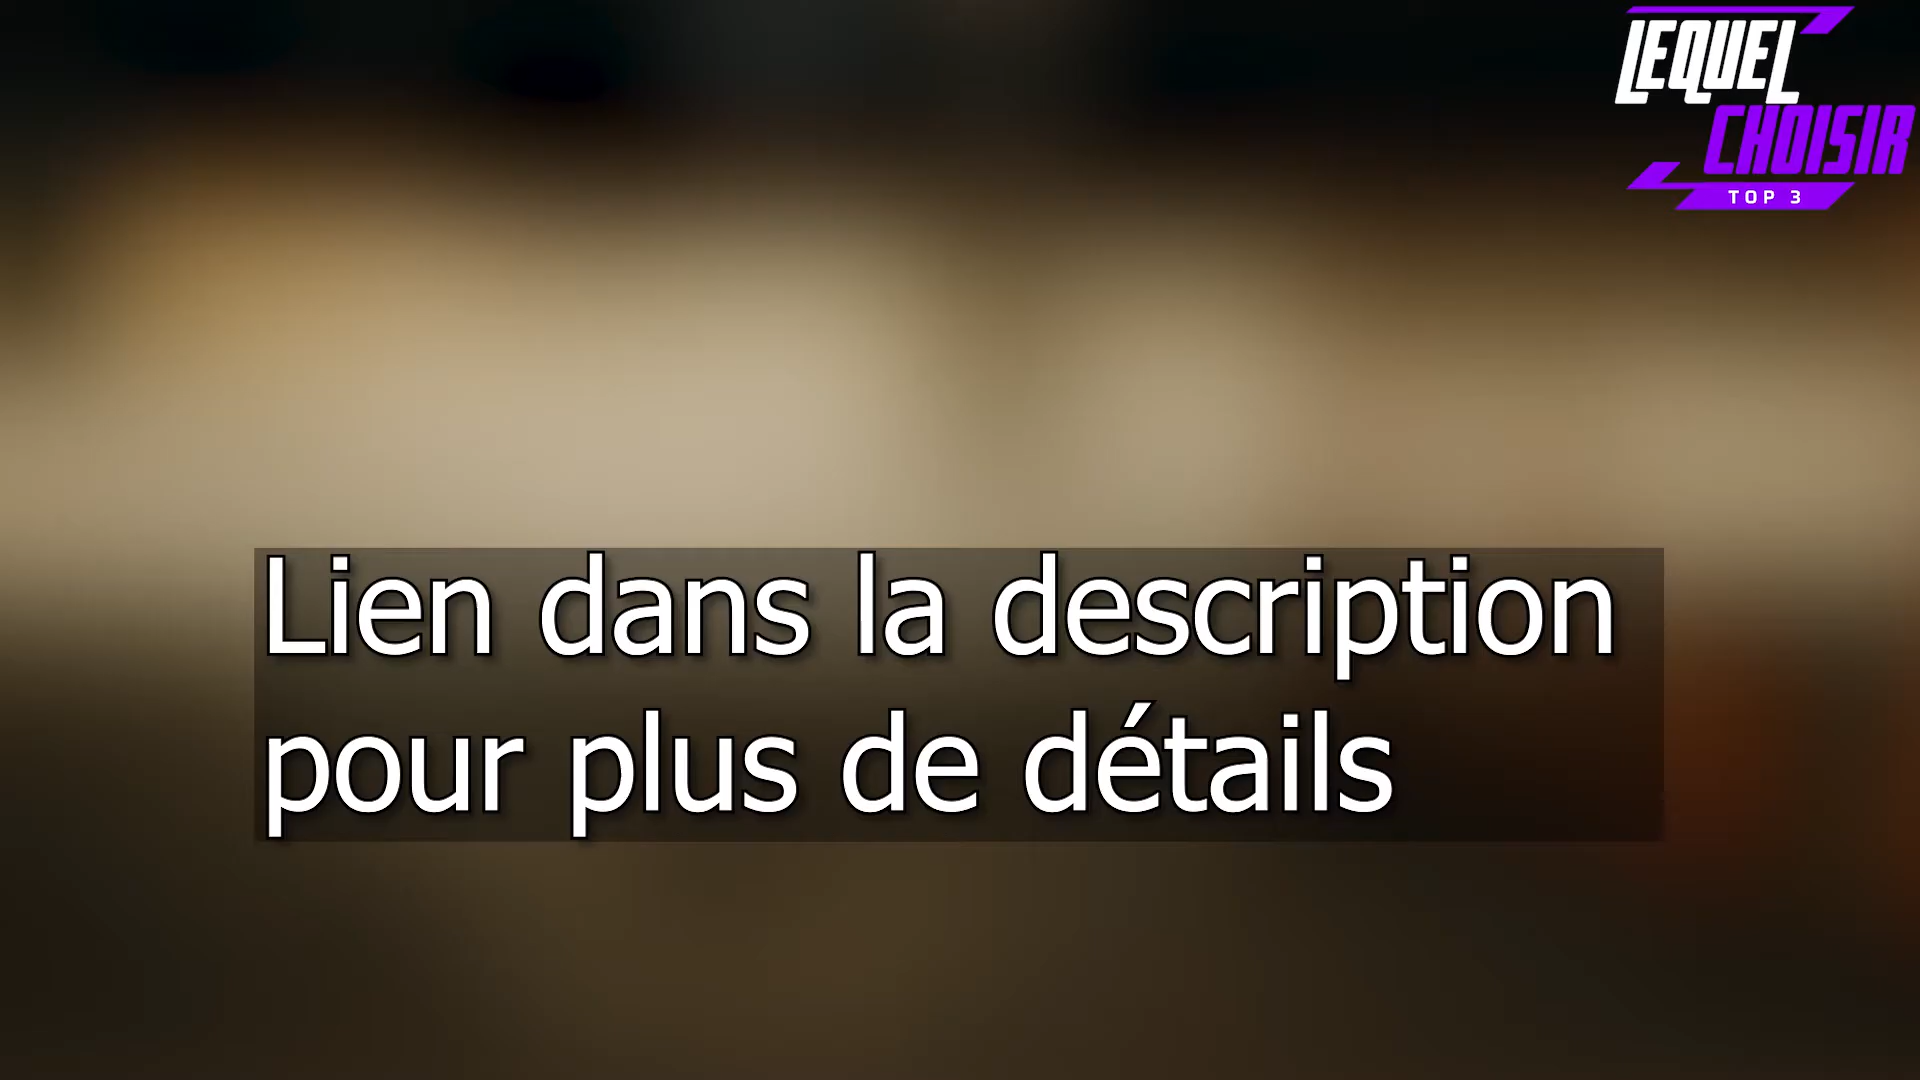 LEQUEL
CHOISIR
TOP 3
Lien dans la description
pour plus de détails